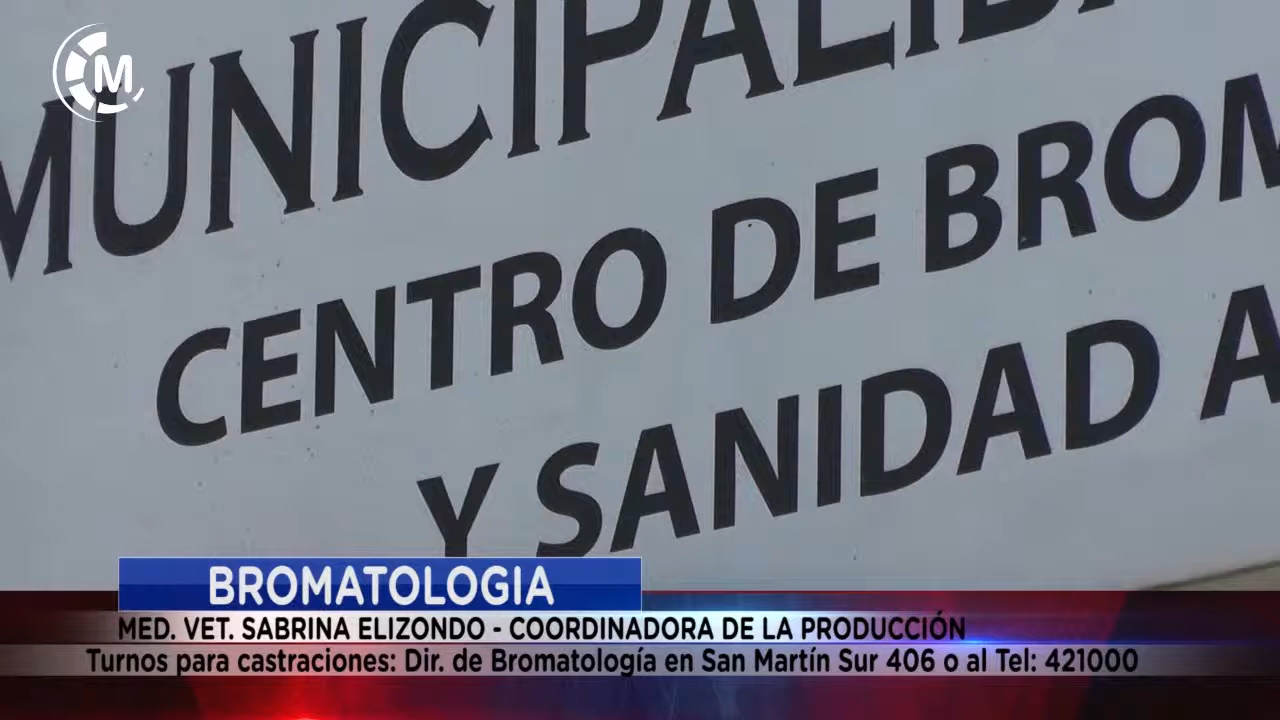 M
MUNICIPALIDA
CENTRO DE BROM
Y SANIDAD A
BROMATOLOGIA
MED. VET. SABRINA ELIZONDO - COORDINADORA DE LA PRODUCCIÓN
Turnos para castraciones: Dir. de Bromatología en San Martín Sur 406 o al Tel: 421000